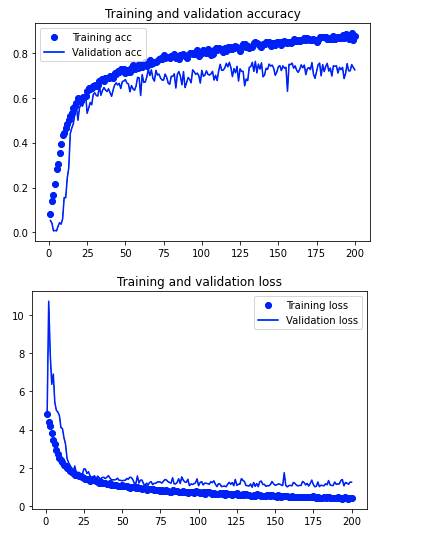 Training and validation accuracy
Training acc
Validation acc
0.8
0.6
0.4
0.2
0.0
0 25 50 75 100 125 150 175 200
Training and validation loss
Training loss
Validation loss
10
8
6
4
2
0
0 25 50 75 100 125 150 175 200